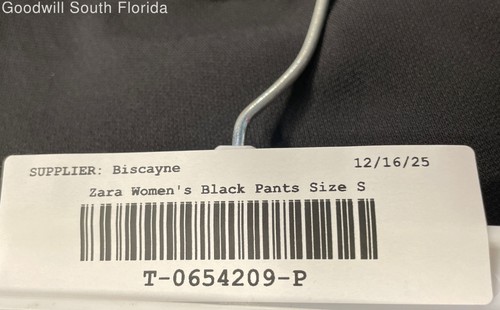 Goodwill South Florida
SUPPLIER: Biscayne 12/16/25
Zara Women's Black Pants Size S
T-0654209-P